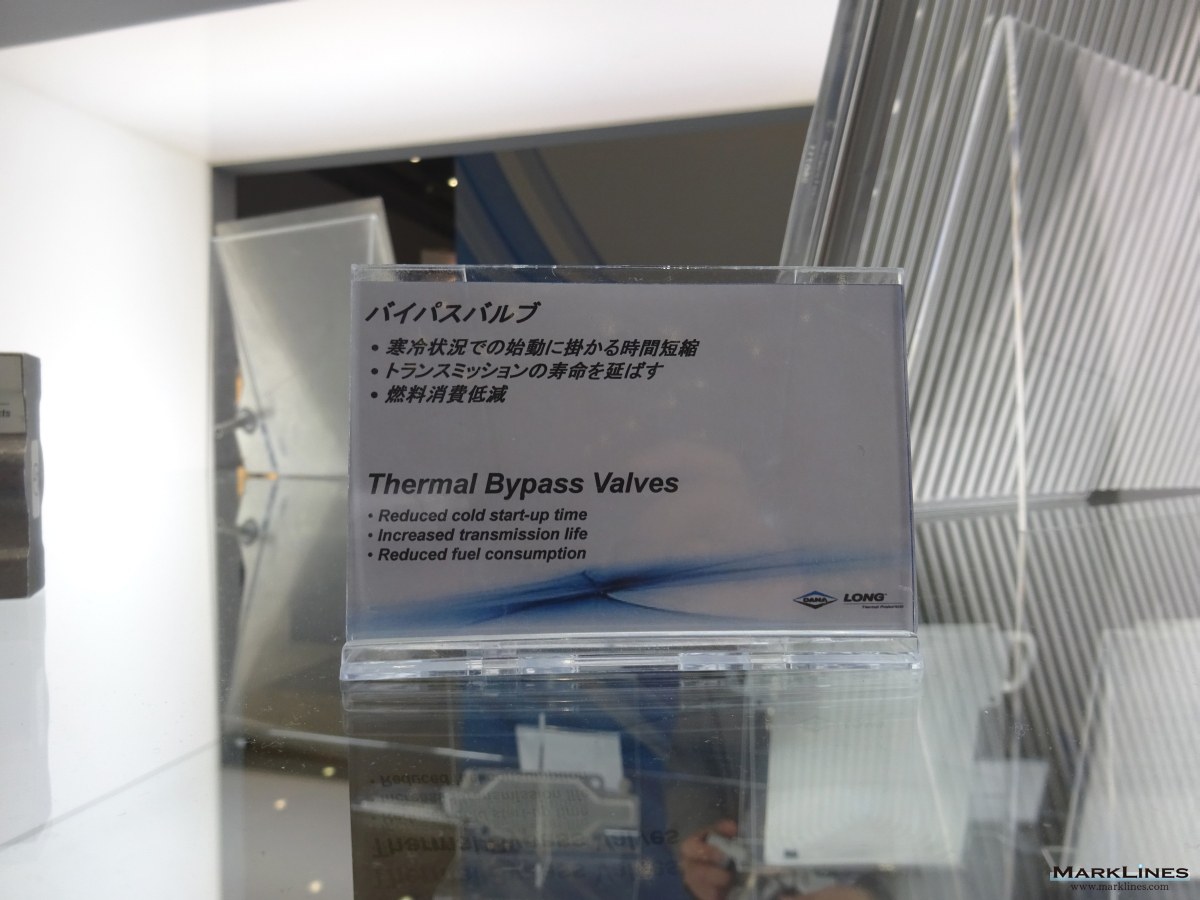 バイパスバルブ
• 寒冷状況での始動に掛かる時間短縮
• トランスミッションの寿命を延ばす
• 燃料消費低減
Thermal Bypass Valves
• Reduced cold start-up time
• Increased transmission life
• Reduced fuel consumption
DANA LONG
Thermal Products
MARKLINES
www.marklines.com